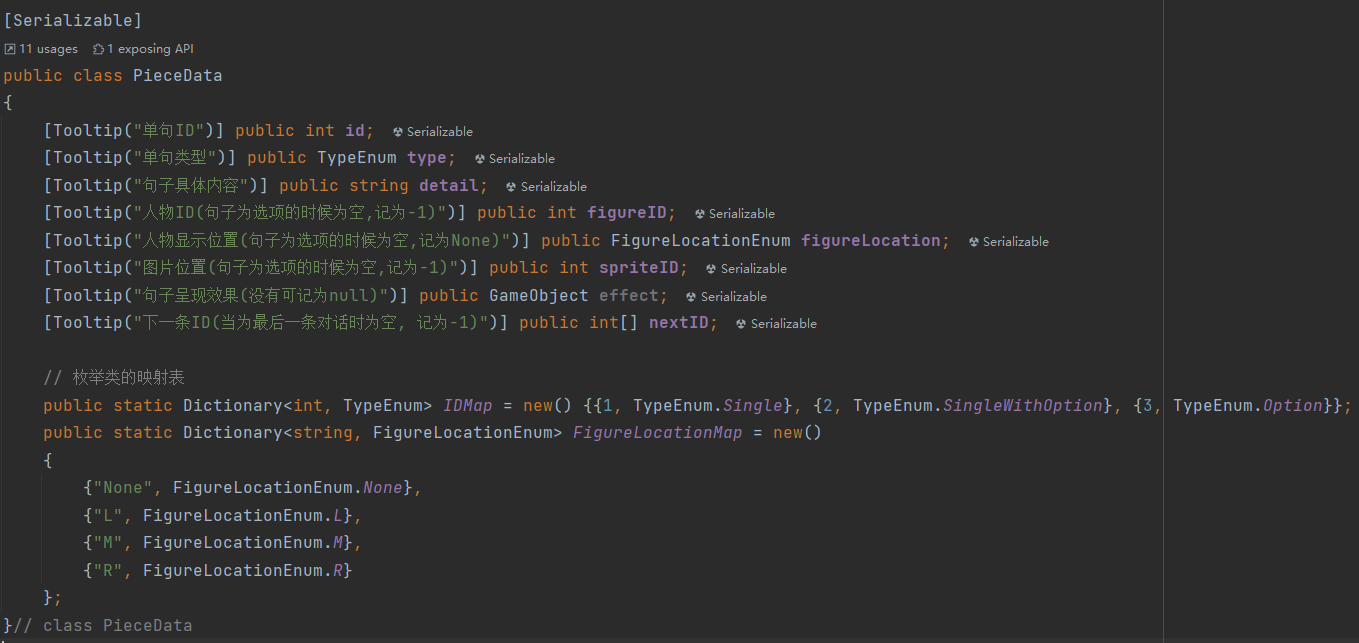 [Serializable]
11 usages 1 exposing API
public class PieceData
{
[Tooltip("单句ID")] public int id; Serializable
[Tooltip("单句类型")] public TypeEnum type; Serializable
[Tooltip("句子具体内容")] public string detail; Serializable
[Tooltip("人物ID(句子为选项的时候为空,记为-1)")] public int figureID; Serializable
[Tooltip("人物显示位置(句子为选项的时候为空,记为None)")] public FigureLocationEnum figureLocation; Serializable
[Tooltip("图片位置(句子为选项的时候为空,记为-1)")] public int spriteID; Serializable
[Tooltip("句子呈现效果(没有可记为null)")] public GameObject effect; Serializable
[Tooltip("下一条ID(当为最后一条对话时为空, 记为-1)")] public int[] nextID; Serializable
// 枚举类的映射表
public static Dictionary<int, TypeEnum> IDMap = new() {{1, TypeEnum.Single}, {2, TypeEnum.SingleWithOption}, {3, TypeEnum.Option}};
public static Dictionary<string, FigureLocationEnum> FigureLocationMap = new()
{
{"None", FigureLocationEnum.None},
{"L", FigureLocationEnum.L},
{"M", FigureLocationEnum.M},
{"R", FigureLocationEnum.R}
};
}// class PieceData